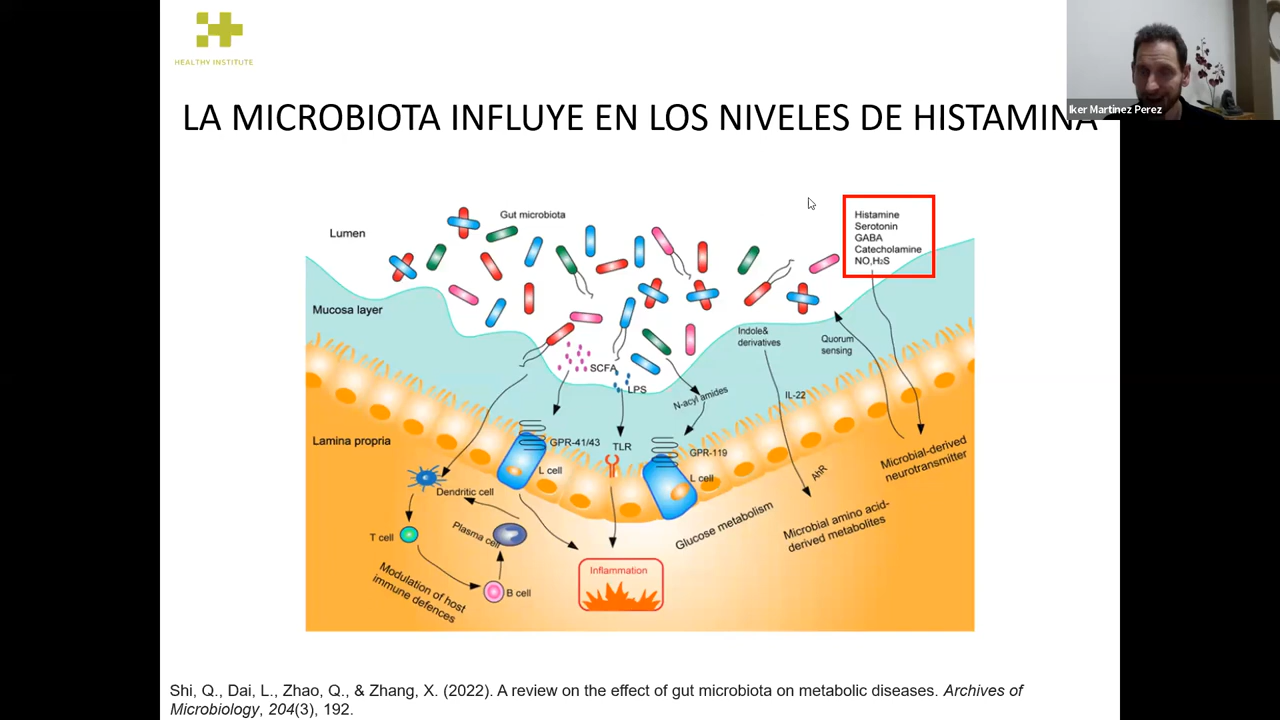 HEALTHY INSTITUTE
Iker Martinez Perez
LA MICROBIOTA INFLUYE EN LOS NIVELES DE HISTAMINA
Gut microbiota
Lumen
Histamine
Serotonin
GABA
Catecholamine
NO,H₂S
Mucosa layer
Indole&
derivatives
Quorum
sensing
SCFA
LPS
N-acyl amides
IL-22
Lamina propria
GPR-41/43
TLR
GPR-119
L cell
L cell
AhR
Microbial-derived
neurotransmitter
Dendritic cell
Plasma cell
T cell
Glucose metabolism
Microbial amino acid-
derived metabolites
Inflammation
Modulation of host
immune defences
B cell
Shi, Q., Dai, L., Zhao, Q., & Zhang, X. (2022). A review on the effect of gut microbiota on metabolic diseases. Archives of
Microbiology, 204(3), 192.